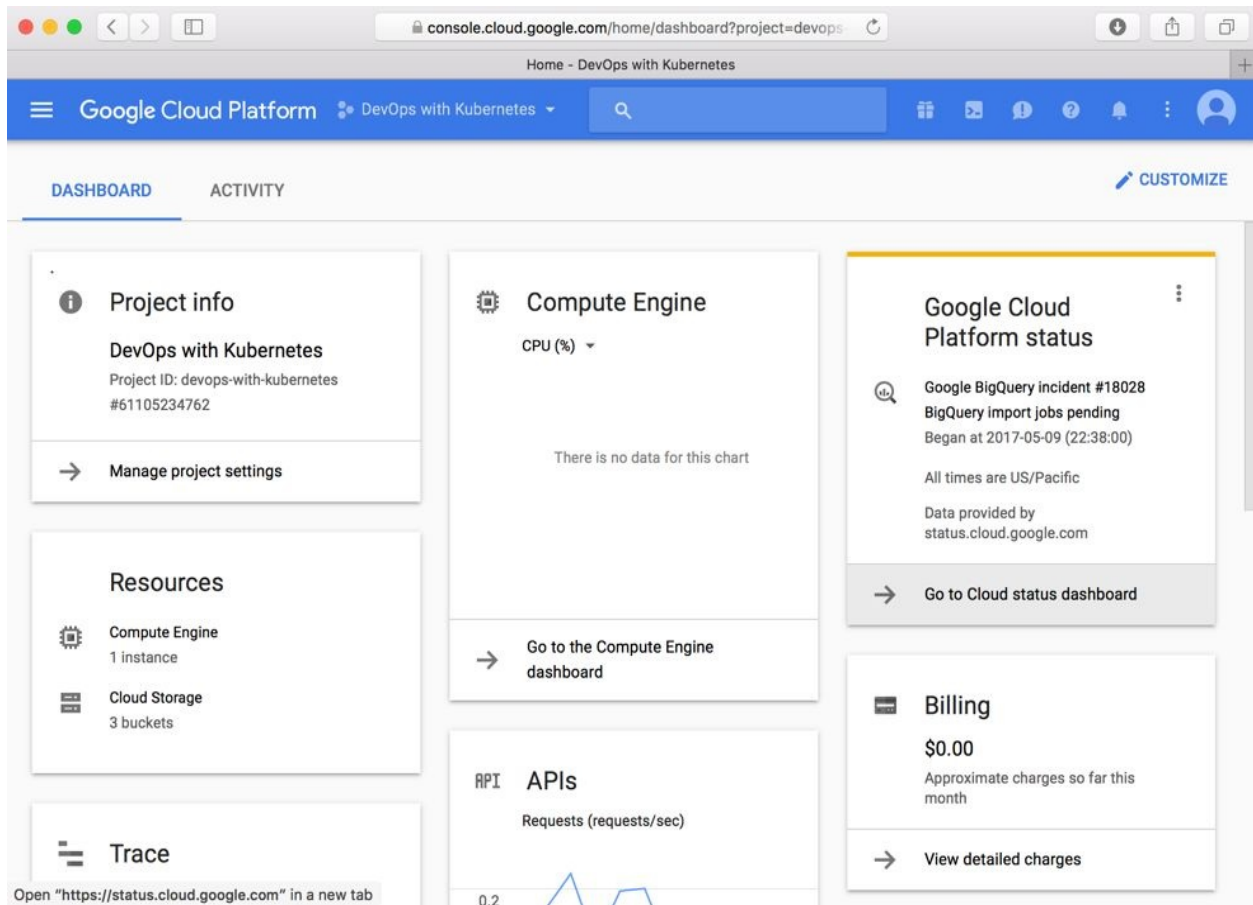 console.cloud.google.com/home/dashboard?project=devops-
Home - DevOps with Kubernetes
Google Cloud Platform DevOps with Kubernetes
DASHBOARD ACTIVITY
CUSTOMIZE
Project info
DevOps with Kubernetes
Project ID: devops-with-kubernetes
#61105234762
Manage project settings
Resources
Compute Engine
1 instance
Cloud Storage
3 buckets
Trace
Compute Engine
CPU (%)
There is no data for this chart
Go to the Compute Engine
dashboard
API APIs
Requests (requests/sec)
0.2
Google Cloud
Platform status
Google BigQuery incident #18028
BigQuery import jobs pending
Began at 2017-05-09 (22:38:00)
All times are US/Pacific
Data provided by
status.cloud.google.com
Go to Cloud status dashboard
Billing
$0.00
Approximate charges so far this
month
View detailed charges
Open "https://status.cloud.google.com" in a new tab